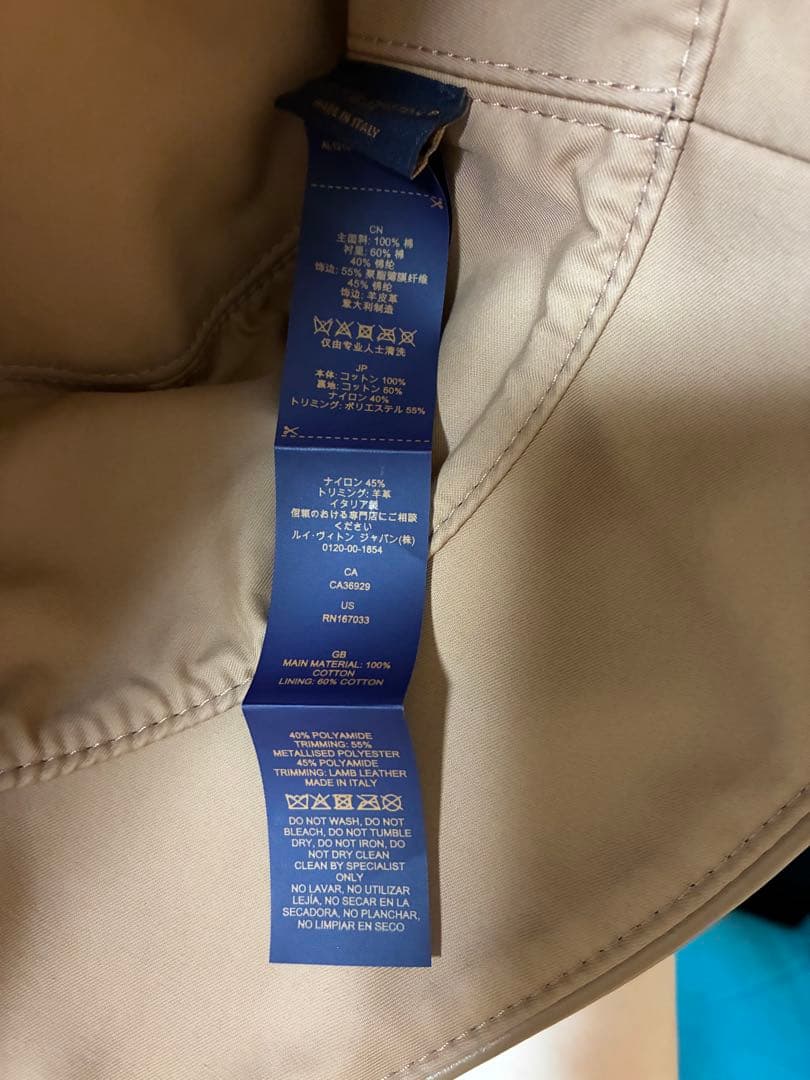 MADE IN ITALY
CN
主面料: 100% 棉
衬里: 60% 棉
40% 锦纶
饰边: 55% 聚酯薄膜纤维
45% 锦纶
饰边: 羊皮革
意大利制造
仅由专业人士清洗
JP
本体: コットン 100%
裏地: コットン 60%
ナイロン 40%
トリミング: ポリエステル 55%
ナイロン 45%
トリミング: 羊革
イタリア製
信頼のおける専門店にご相談
ください
ルイ・ヴィトン ジャパン(株)
0120-00-1854
CA
CA36929
US
RN167033
GB
MAIN MATERIAL: 100%
COTTON
LINING: 60% COTTON
40% POLYAMIDE
TRIMMING: 55%
METALLISED POLYESTER
45% POLYAMIDE
TRIMMING: LAMB LEATHER
MADE IN ITALY
DO NOT WASH, DO NOT
BLEACH, DO NOT TUMBLE
DRY, DO NOT IRON, DO
NOT DRY CLEAN
CLEAN BY SPECIALIST
ONLY
NO LAVAR, NO UTILIZAR
LEJÍA, NO SECAR EN LA
SECADORA, NO PLANCHAR,
NO LIMPIAR EN SECO